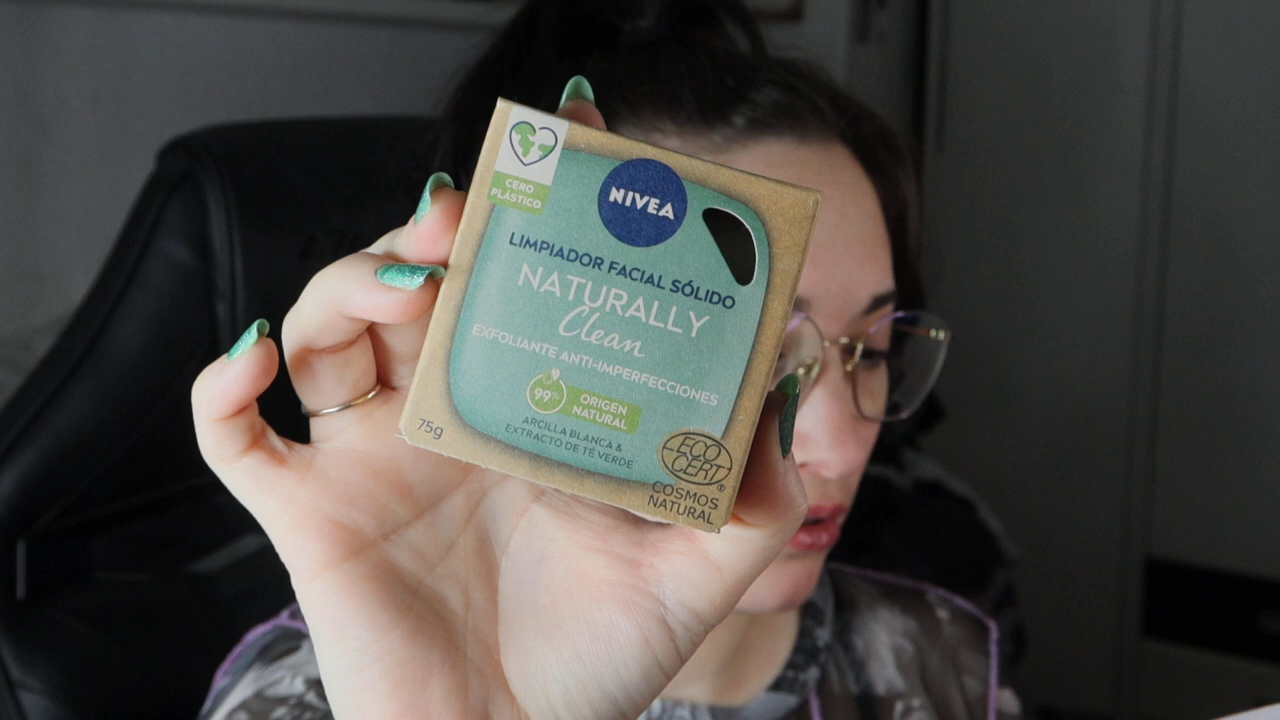 CERO
PLÁSTICO
NIVEA
LIMPIADOR FACIAL SÓLIDO
NATURALLY
Clean
EXFOLIANTE ANTI-IMPERFECCIONES
99%
ORIGEN
NATURAL
ARCILLA BLANCA &
EXTRACTO DE TÉ VERDE
75g
ECO
CERT®
COSMOS
NATURAL